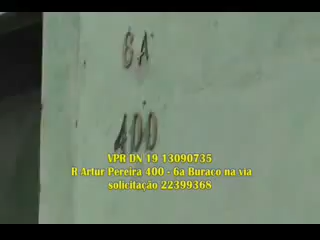 6A
400
VPR DN 19 13090735
R Artur Pereira 400 - 6a Buraco na via
solicitação 22399368